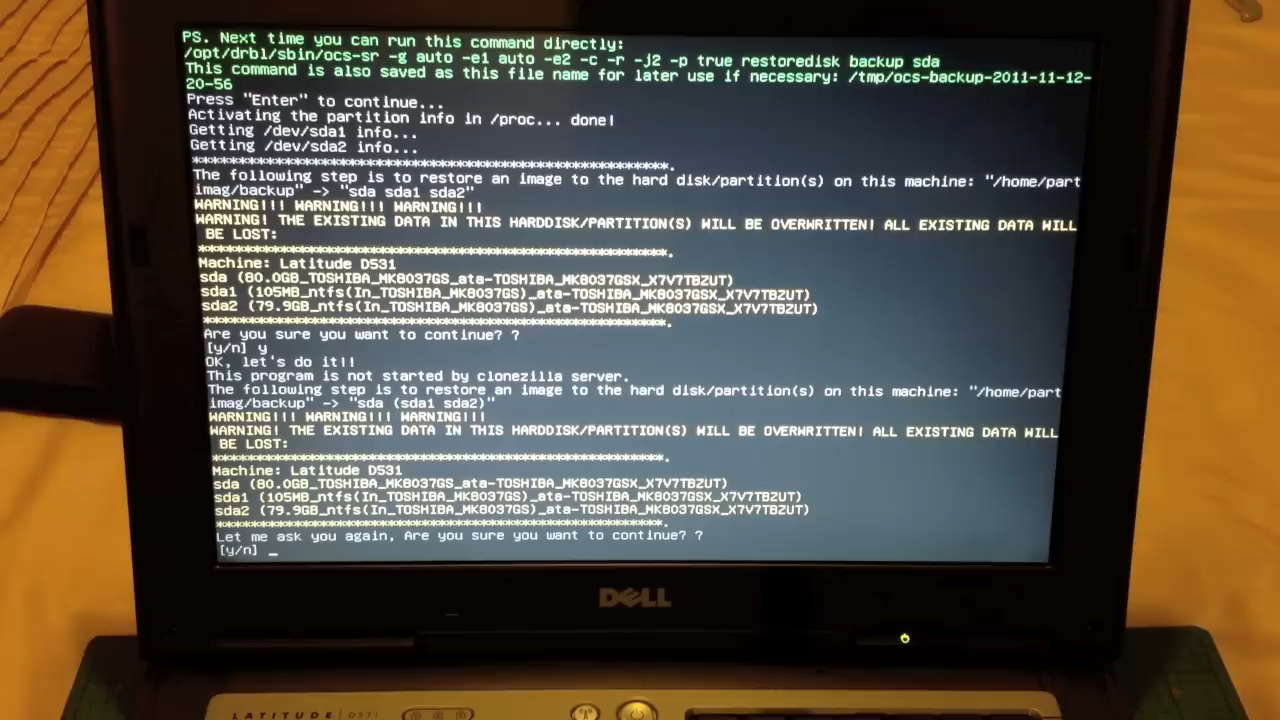 PS. Next time you can run this command directly:
/opt/drbl/sbin/ocs-sr -g auto -e1 auto -e2 -c -r -j2 -p true restoredisk backup sda
This command is also saved as this file name for later use if necessary: /tmp/ocs-backup-2011-11-12-
20-56
Press "Enter" to continue...
Activating the partition info in /proc... done!
Getting /dev/sda1 info...
Getting /dev/sda2 info...
****************************************************************.
The following step is to restore an image to the hard disk/partition(s) on this machine: "/home/part
imag/backup" -> "sda sda1 sda2"
WARNING!!! WARNING!!! WARNING!!!
WARNING! THE EXISTING DATA IN THIS HARDDISK/PARTITION(S) WILL BE OVERWRITTEN! ALL EXISTING DATA WILL
BE LOST:
****************************************************************.
Machine: Latitude D531
sda (80.0GB_TOSHIBA_MK8037GS_ata-TOSHIBA_MK8037GSX_X7V7TBZUT)
sda1 (105MB_ntfs(In_TOSHIBA_MK8037GS)_ata-TOSHIBA_MK8037GSX_X7V7TBZUT)
sda2 (79.9GB_ntfs(In_TOSHIBA_MK8037GS)_ata-TOSHIBA_MK8037GSX_X7V7TBZUT)
****************************************************************.
Are you sure you want to continue? ?
[y/n] y
OK, let's do it!!
This program is not started by clonezilla server.
The following step is to restore an image to the hard disk/partition(s) on this machine: "/home/part
imag/backup" -> "sda (sda1 sda2)"
WARNING!!! WARNING!!! WARNING!!!
WARNING! THE EXISTING DATA IN THIS HARDDISK/PARTITION(S) WILL BE OVERWRITTEN! ALL EXISTING DATA WILL
BE LOST:
****************************************************************.
Machine: Latitude D531
sda (80.0GB_TOSHIBA_MK8037GS_ata-TOSHIBA_MK8037GSX_X7V7TBZUT)
sda1 (105MB_ntfs(In_TOSHIBA_MK8037GS)_ata-TOSHIBA_MK8037GSX_X7V7TBZUT)
sda2 (79.9GB_ntfs(In_TOSHIBA_MK8037GS)_ata-TOSHIBA_MK8037GSX_X7V7TBZUT)
****************************************************************.
Let me ask you again, Are you sure you want to continue? ?
[y/n] _
DELL
LATITUDE | D531